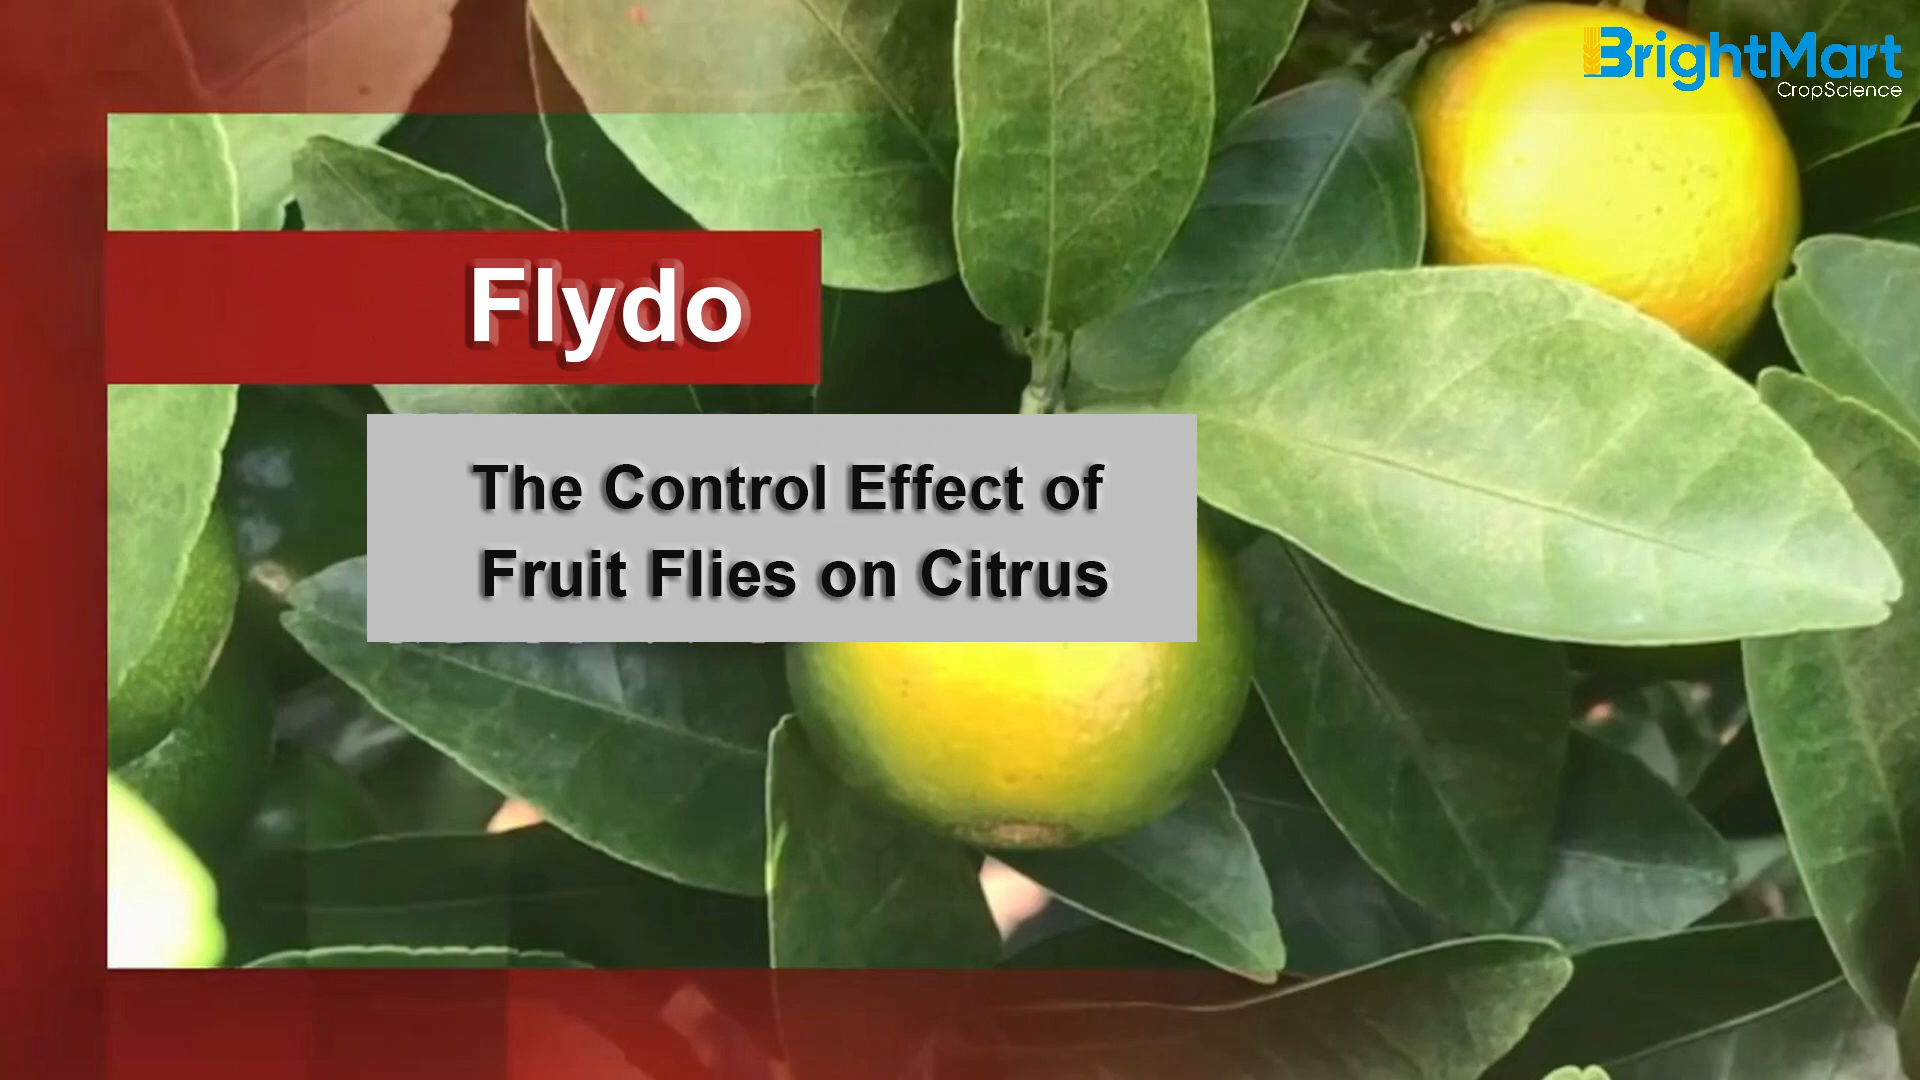 BrightMart
CropScience
Flydo
The Control Effect of
Fruit Flies on Citrus